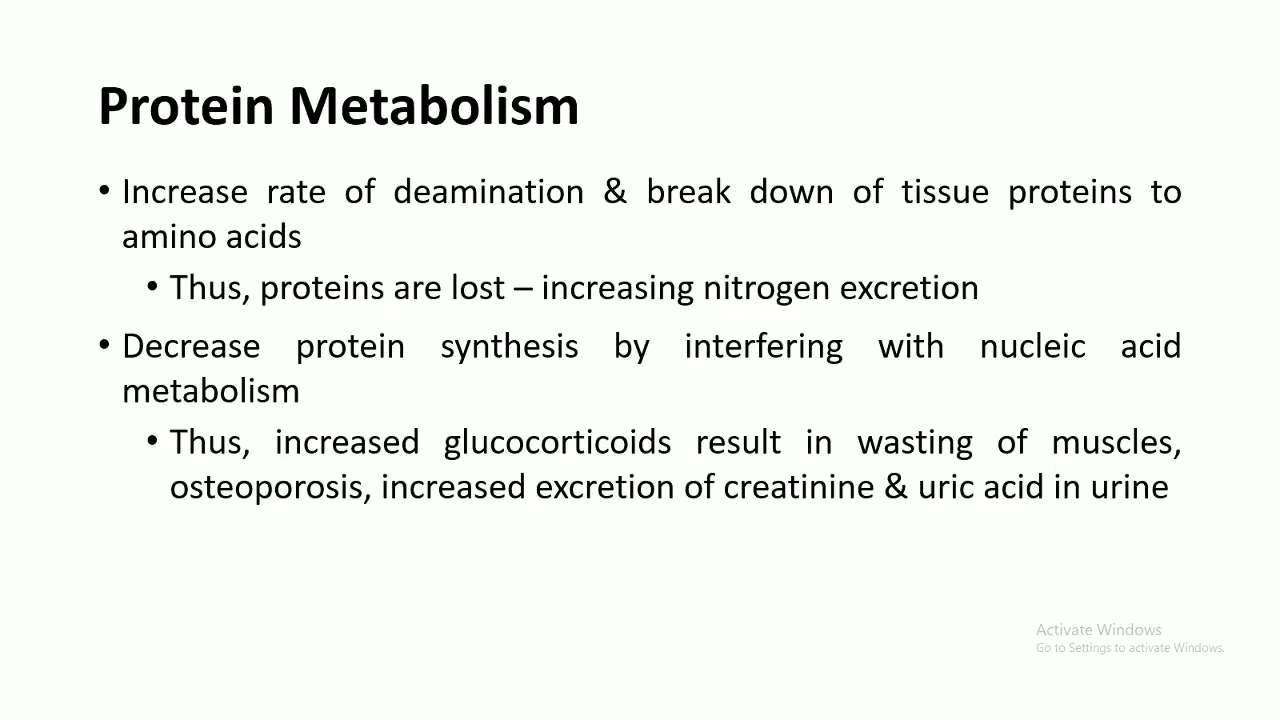 Protein Metabolism
• Increase rate of deamination & break down of tissue proteins to
amino acids
• Thus, proteins are lost – increasing nitrogen excretion
• Decrease protein synthesis by interfering with nucleic acid
metabolism
• Thus, increased glucocorticoids result in wasting of muscles,
osteoporosis, increased excretion of creatinine & uric acid in urine
Activate Windows
Go to Settings to activate Windows.